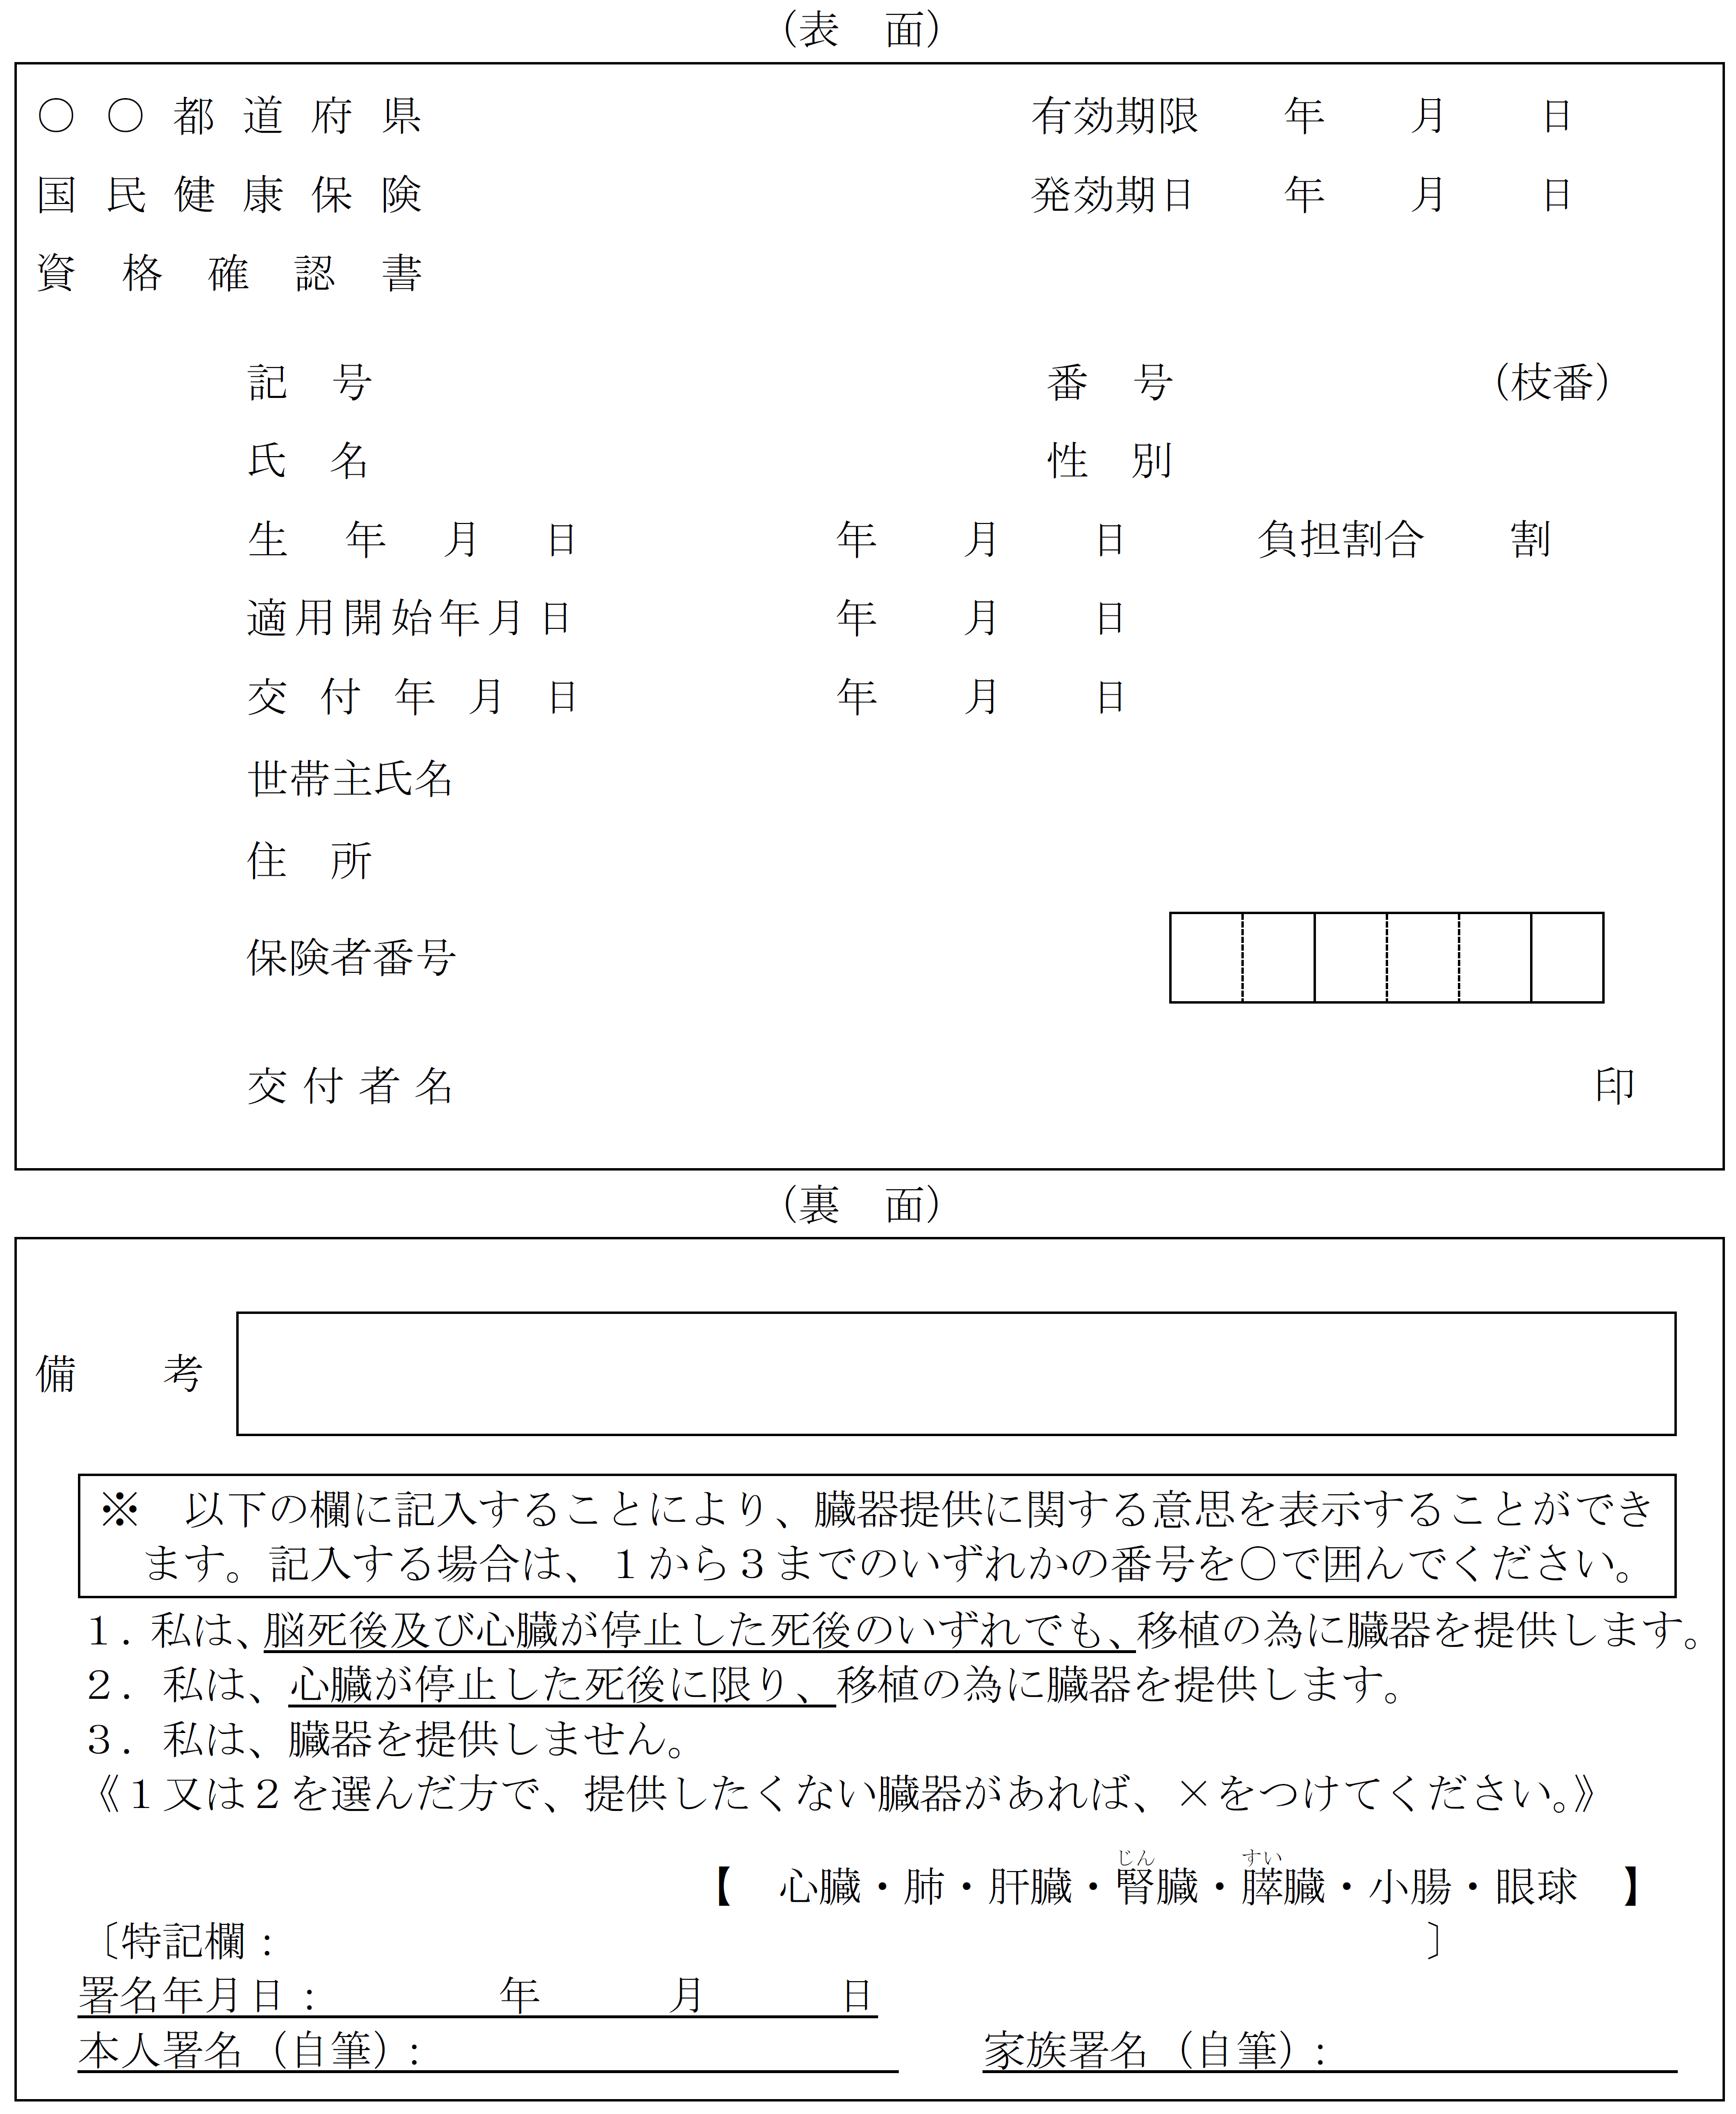 （表　面）
〇〇都道府県　有効期限　年　月　日
国民健康保険　発効期日　年　月　日
資格確認書
記　号　番　号　（枝番）
氏　名　性　別
生年月日　年　月　日　負担割合　割
適用開始年月日　年　月　日
交付年月日　年　月　日
世帯主氏名
住　所
保険者番号
交付者名　印
（裏　面）
備　考
※　以下の欄に記入することにより、臓器提供に関する意思を表示することができ
ます。記入する場合は、１から３までのいずれかの番号を〇で囲んでください。
１．私は、脳死後及び心臓が停止した死後のいずれでも、移植の為に臓器を提供します。
２．私は、心臓が停止した死後に限り、移植の為に臓器を提供します。
３．私は、臓器を提供しません。
《１又は２を選んだ方で、提供したくない臓器があれば、×をつけてください。》
じん　すい
【　心臓・肺・肝臓・腎臓・膵臓・小腸・眼球　】
〔特記欄：　〕
署名年月日：　年　月　日
本人署名（自筆）：　家族署名（自筆）：